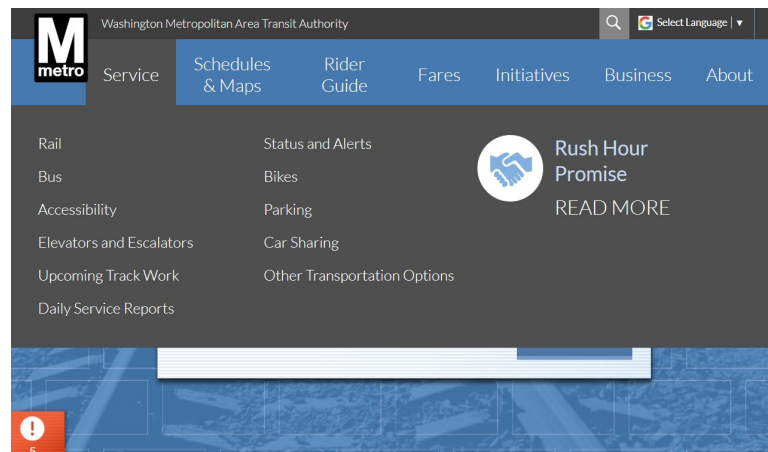 Washington Metropolitan Area Transit Authority
G Select Language | ▼
M
metro
Service
Schedules
& Maps
Rider
Guide
Fares
Initiatives
Business
About
Rail
Bus
Accessibility
Elevators and Escalators
Upcoming Track Work
Daily Service Reports
Status and Alerts
Bikes
Parking
Car Sharing
Other Transportation Options
Rush Hour
Promise
READ MORE
!
5